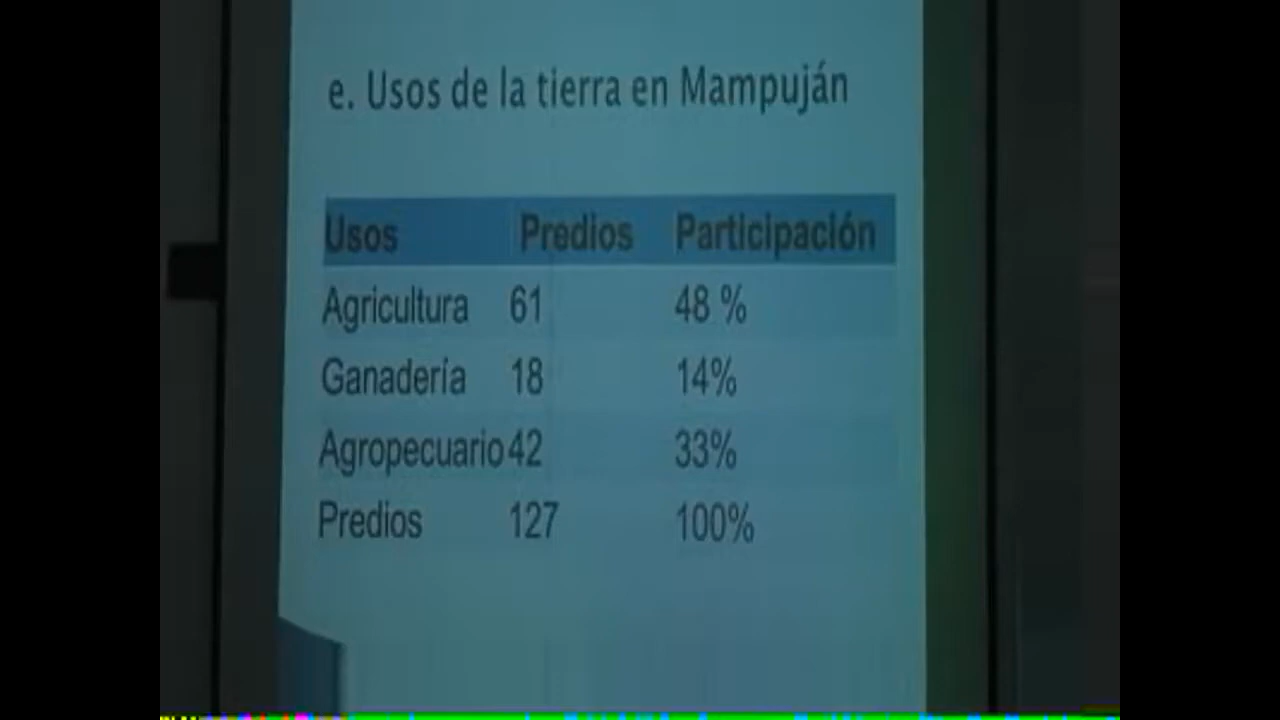 e. Usos de la tierra en Mampuján
Usos Predios Participación
Agricultura 61 48 %
Ganadería 18 14%
Agropecuario 42 33%
Predios 127 100%